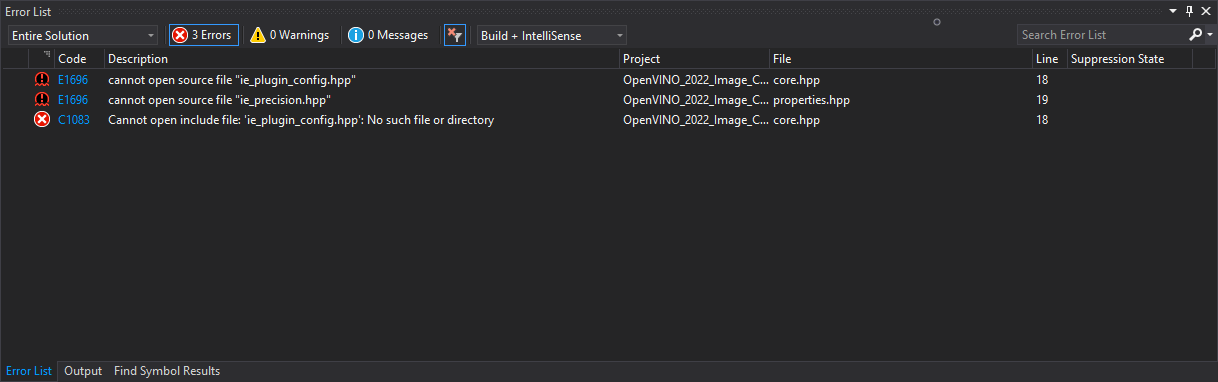 Error List
Entire Solution 3 Errors 0 Warnings 0 Messages Build + IntelliSense Search Error List
Code Description Project File Line Suppression State
E1696 cannot open source file "ie_plugin_config.hpp" OpenVINO_2022_Image_C... core.hpp 18
E1696 cannot open source file "ie_precision.hpp" OpenVINO_2022_Image_C... properties.hpp 19
C1083 Cannot open include file: 'ie_plugin_config.hpp': No such file or directory OpenVINO_2022_Image_C... core.hpp 18
Error List Output Find Symbol Results